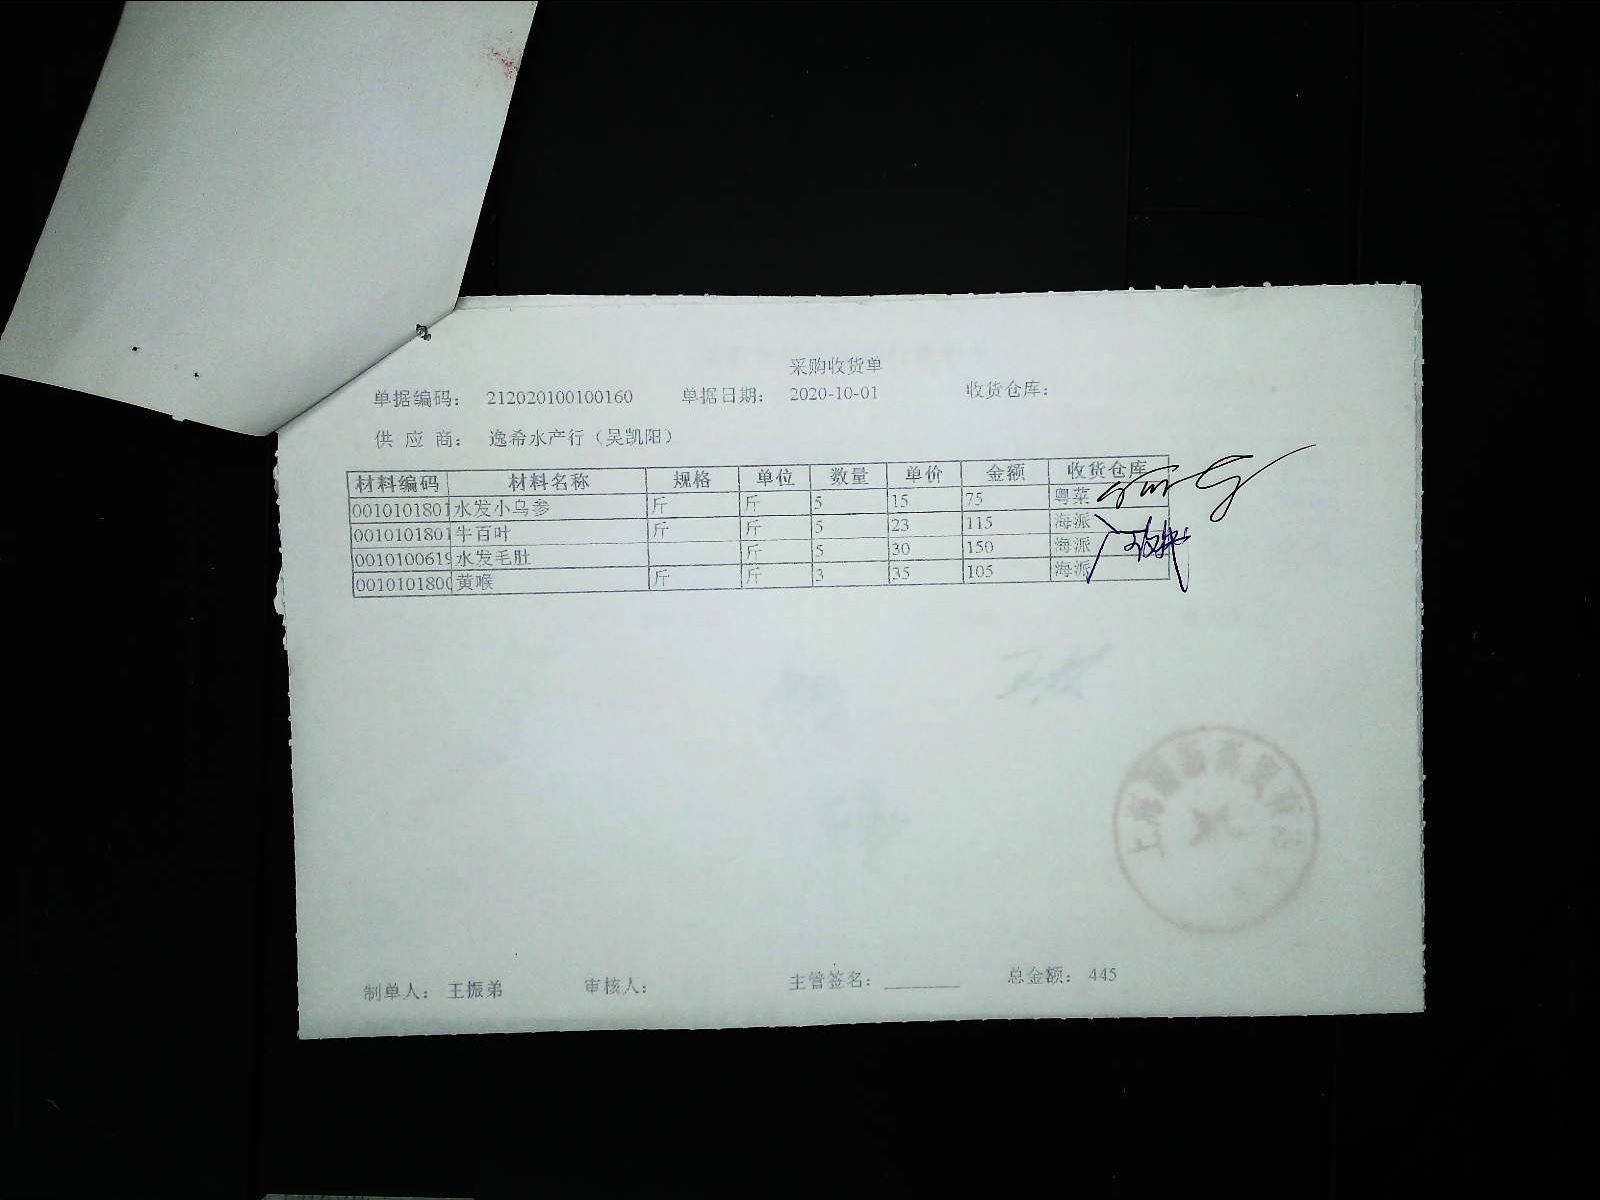 采购收货单
单据编码： 212020100100160 单据日期： 2020-10-01 收货仓库：
供 应 商： 逸希水产行（吴凯阳）
材料编码 材料名称 规格 单位 数量 单价 金额 收货仓库
0010101801 水发小乌参 斤 斤 5 15 75 粤菜
0010101801 牛百叶 斤 斤 5 23 115 海派
001010061 水发毛肚 斤 5 30 150 海派
001010180 黄喉 斤 斤 3 35 105 海派
制单人： 王振弟 审核人： 主管签名： ________ 总金额： 445